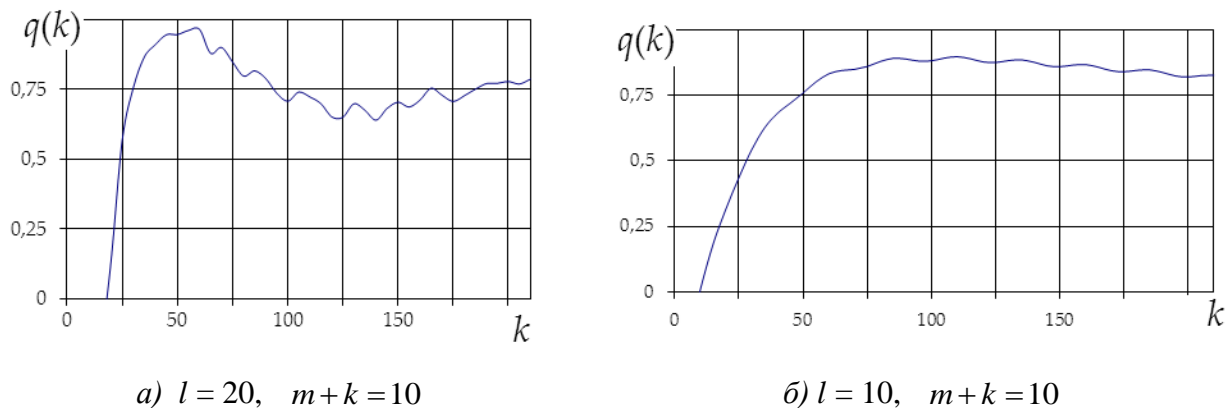 q(k)
0,75
0,5
0,25
0
0
50
100
150
k
q(k)
0,75
0,5
0,25
0
0
50
100
150
k
а) l = 20, m + k = 10
б) l = 10, m + k = 10